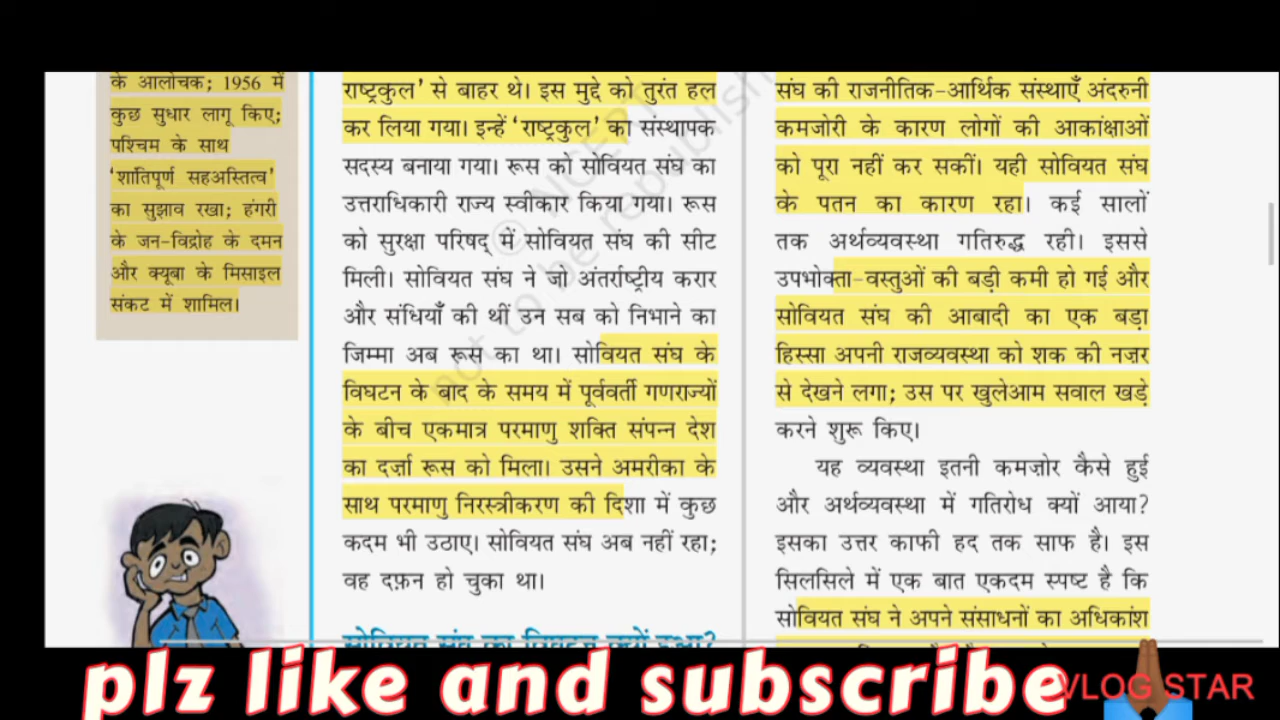 के आलोचक; 1956 में
कुछ सुधार लागू किए;
पश्चिम के साथ
'शांतिपूर्ण सहअस्तित्व'
का सुझाव रखा; हंगरी
के जन-विद्रोह के दमन
और क्यूबा के मिसाइल
संकट में शामिल।
राष्ट्रकुल' से बाहर थे। इस मुद्दे को तुरंत हल
कर लिया गया। इन्हें 'राष्ट्रकुल' का संस्थापक
सदस्य बनाया गया। रूस को सोवियत संघ का
उत्तराधिकारी राज्य स्वीकार किया गया। रूस
को सुरक्षा परिषद् में सोवियत संघ की सीट
मिली। सोवियत संघ ने जो अंतर्राष्ट्रीय करार
और संधियाँ की थीं उन सब को निभाने का
जिम्मा अब रूस का था। सोवियत संघ के
विघटन के बाद के समय में पूर्ववर्ती गणराज्यों
के बीच एकमात्र परमाणु शक्ति संपन्न देश
का दर्ज़ा रूस को मिला। उसने अमरीका के
साथ परमाणु निरस्त्रीकरण की दिशा में कुछ
कदम भी उठाए। सोवियत संघ अब नहीं रहा;
वह दफ़न हो चुका था।
सोवियत संघ का विघटन क्यों हुआ?
संघ की राजनीतिक-आर्थिक संस्थाएँ अंदरुनी
कमजोरी के कारण लोगों की आकांक्षाओं
को पूरा नहीं कर सकीं। यही सोवियत संघ
के पतन का कारण रहा। कई सालों
तक अर्थव्यवस्था गतिरुद्ध रही। इससे
उपभोक्ता-वस्तुओं की बड़ी कमी हो गई और
सोवियत संघ की आबादी का एक बड़ा
हिस्सा अपनी राजव्यवस्था को शक की नज़र
से देखने लगा; उस पर खुलेआम सवाल खड़े
करने शुरू किए।
यह व्यवस्था इतनी कमज़ोर कैसे हुई
और अर्थव्यवस्था में गतिरोध क्यों आया?
इसका उत्तर काफी हद तक साफ है। इस
सिलसिले में एक बात एकदम स्पष्ट है कि
सोवियत संघ ने अपने संसाधनों का अधिकांश
© NCERT
not to be republish
plz like and subscribe
VLOG STAR